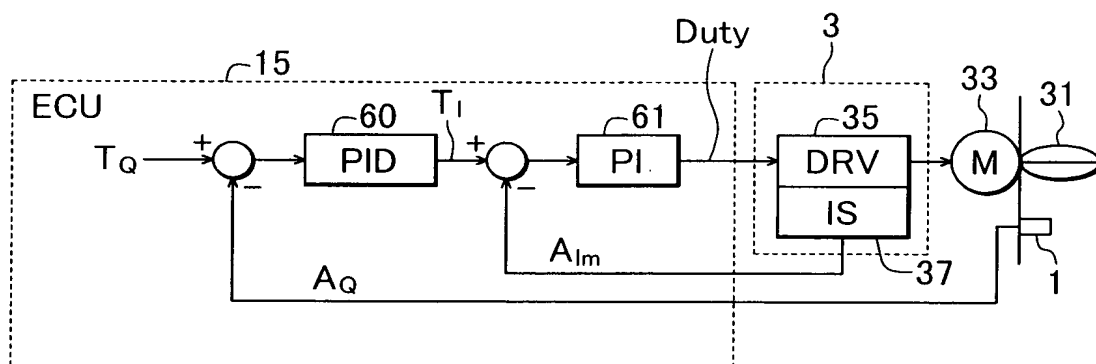 Duty
3
15
33
31
ECU
60
T_I
61
35
T_Q
+
−
PID
+
−
PI
DRV
M
IS
A_Im
37
1
A_Q